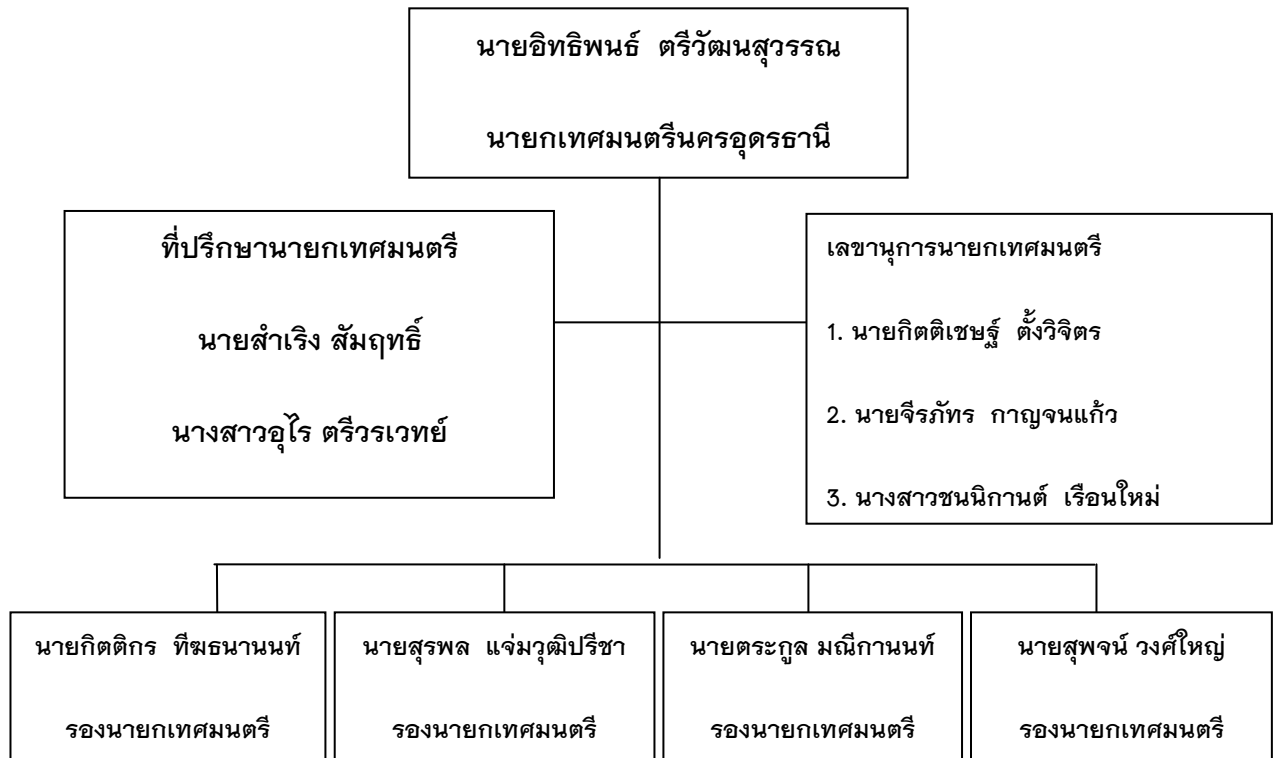 นายอิทธิพนธ์ ตรีวัฒนสุวรรณ
นายกเทศมนตรีนครอุดรธานี
ที่ปรึกษานายกเทศมนตรี
นายสำเริง สัมฤทธิ์
นางสาวอุไร ตรีวรเวทย์
เลขานุการนายกเทศมนตรี
1. นายกิตติเชษฐ์ ตั้งวิจิตร
2. นายจีรภัทร กาญจนแก้ว
3. นางสาวชนนิกานต์ เรือนใหม่
นายกิตติกร ทีฆธนานนท์
รองนายกเทศมนตรี
นายสุรพล แจ่มวุฒิปรีชา
รองนายกเทศมนตรี
นายตระกูล มณีกานนท์
รองนายกเทศมนตรี
นายสุพจน์ วงศ์ใหญ่
รองนายกเทศมนตรี